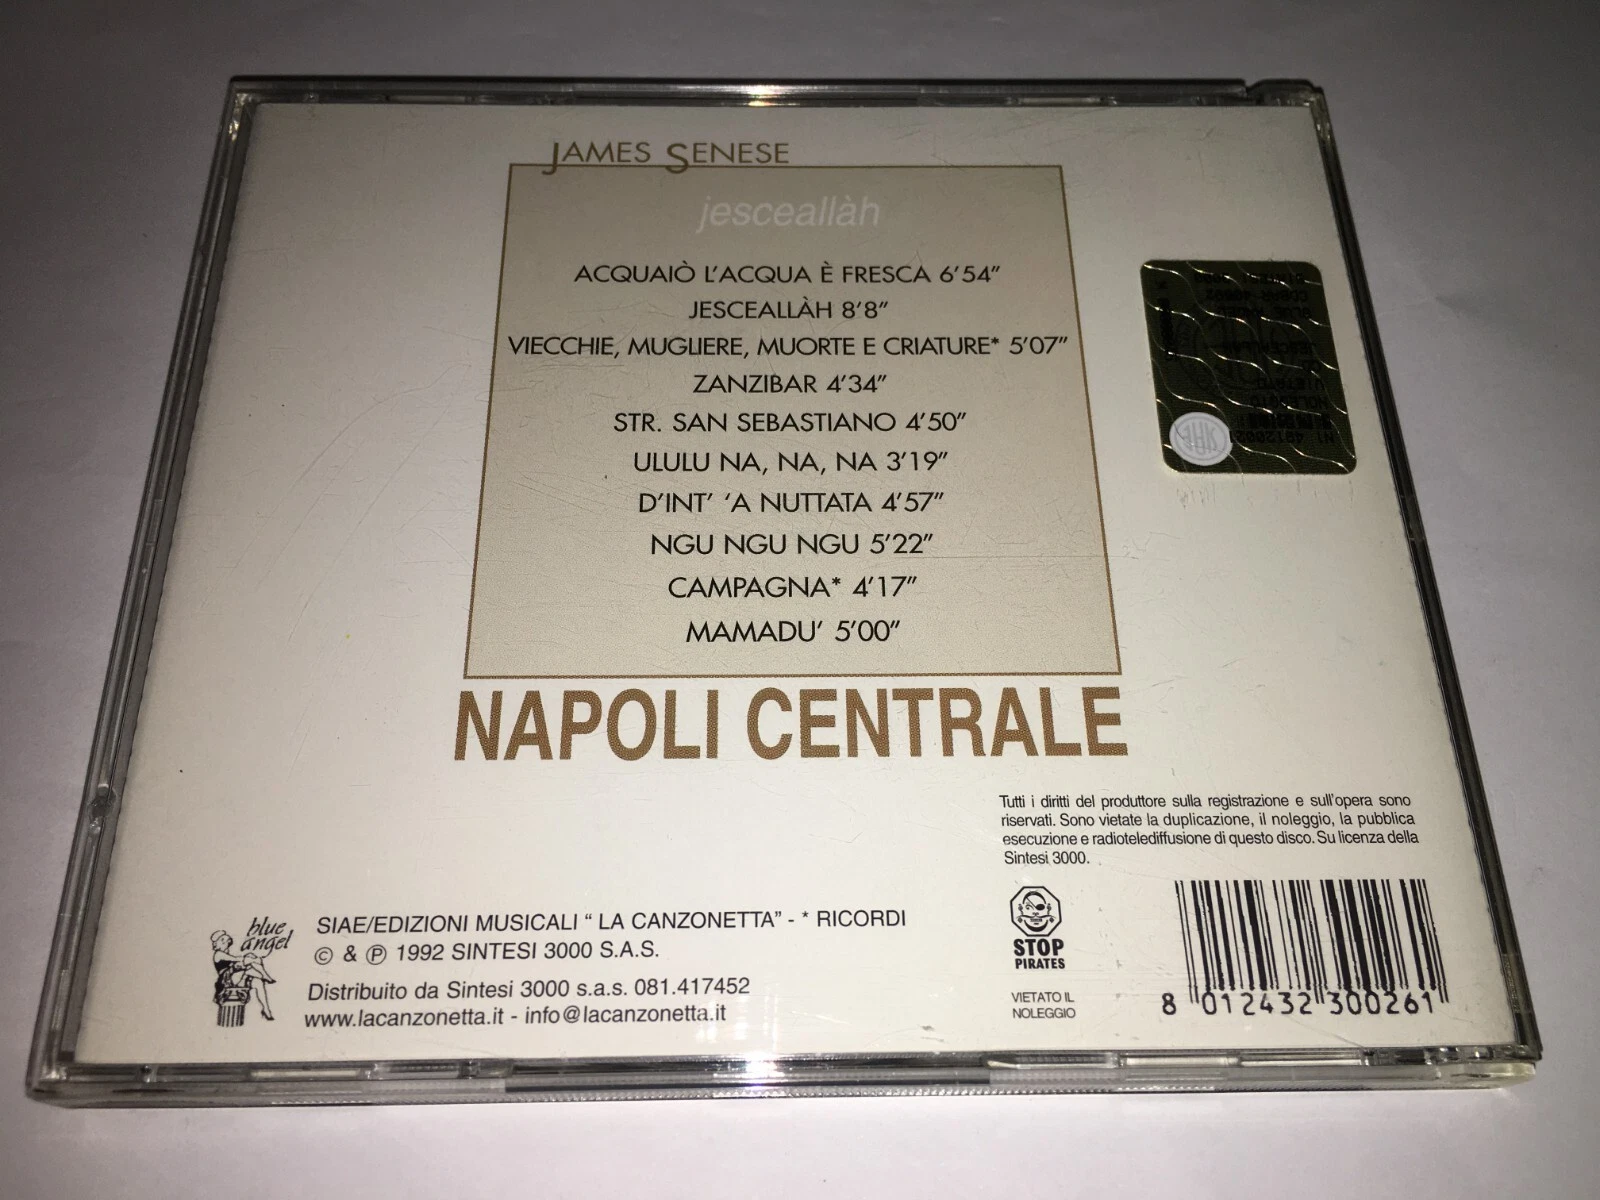 JAMES SENESE
jesceallàh
ACQUAIÒ L'ACQUA È FRESCA 6'54"
JESCEALLÀH 8'8"
VIECCHIE, MUGLIERE, MUORTE E CRIATURE* 5'07"
ZANZIBAR 4'34"
STR. SAN SEBASTIANO 4'50"
ULULU NA, NA, NA 3'19"
D'INT' 'A NUTTATA 4'57"
NGU NGU NGU 5'22"
CAMPAGNA* 4'17"
MAMADU' 5'00"
NAPOLI CENTRALE
Tutti i diritti del produttore sulla registrazione e sull'opera sono
riservati. Sono vietate la duplicazione, il noleggio, la pubblica
esecuzione e radiotelediffusione di questo disco. Su licenza della
Sintesi 3000.
blue
angel
SIAE/EDIZIONI MUSICALI " LA CANZONETTA" - * RICORDI
© & ℗ 1992 SINTESI 3000 S.A.S.
Distribuito da Sintesi 3000 s.a.s. 081.417452
www.lacanzonetta.it - info@lacanzonetta.it
STOP
PIRATES
VIETATO IL
NOLEGGIO
8 012432 300261